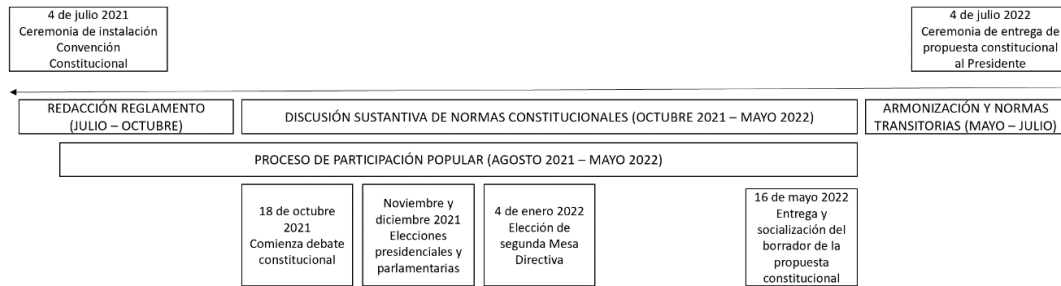 4 de julio 2021
Ceremonia de instalación
Convención
Constitucional
4 de julio 2022
Ceremonia de entrega de
propuesta constitucional
al Presidente
REDACCIÓN REGLAMENTO
(JULIO – OCTUBRE)
DISCUSIÓN SUSTANTIVA DE NORMAS CONSTITUCIONALES (OCTUBRE 2021 – MAYO 2022)
ARMONIZACIÓN Y NORMAS
TRANSITORIAS (MAYO – JULIO)
PROCESO DE PARTICIPACIÓN POPULAR (AGOSTO 2021 – MAYO 2022)
18 de octubre
2021
Comienza debate
constitucional
Noviembre y
diciembre 2021
Elecciones
presidenciales y
parlamentarias
4 de enero 2022
Elección de
segunda Mesa
Directiva
16 de mayo 2022
Entrega y
socialización del
borrador de la
propuesta
constitucional